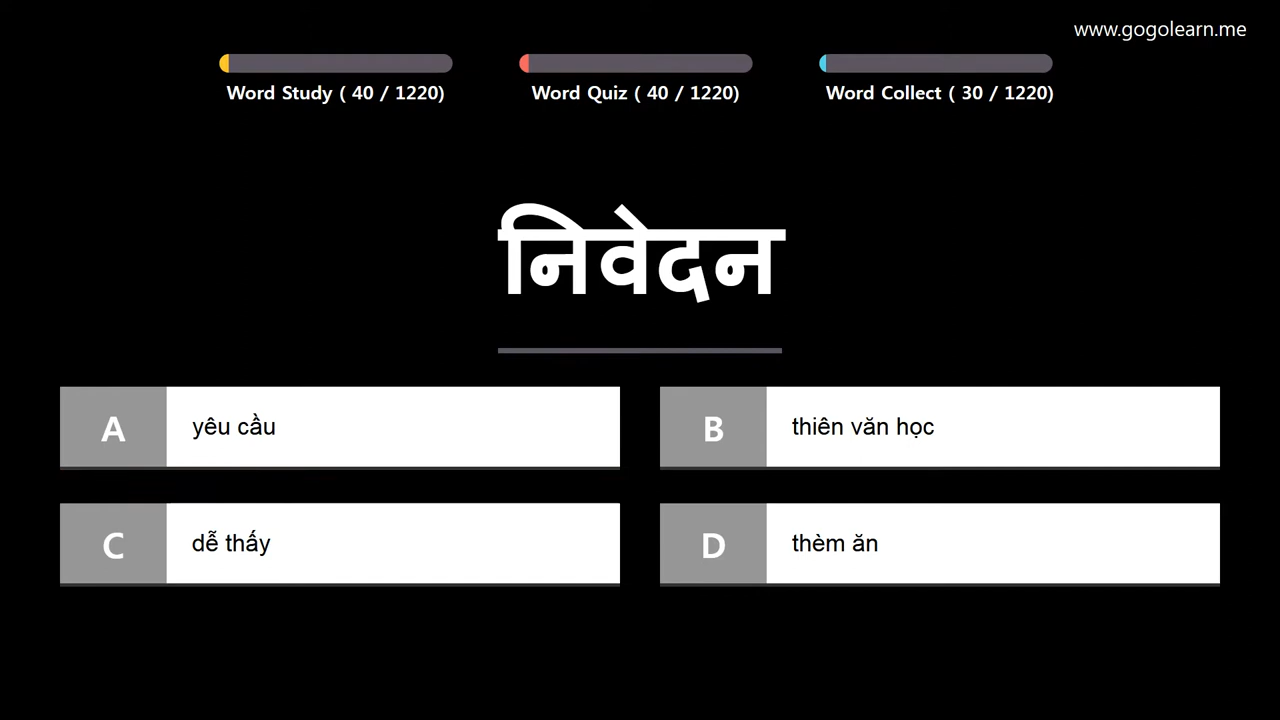 www.gogolearn.me
Word Study ( 40 / 1220)
Word Quiz ( 40 / 1220)
Word Collect ( 30 / 1220)
निवेदन
A yêu cầu
B thiên văn học
C dễ thấy
D thèm ăn